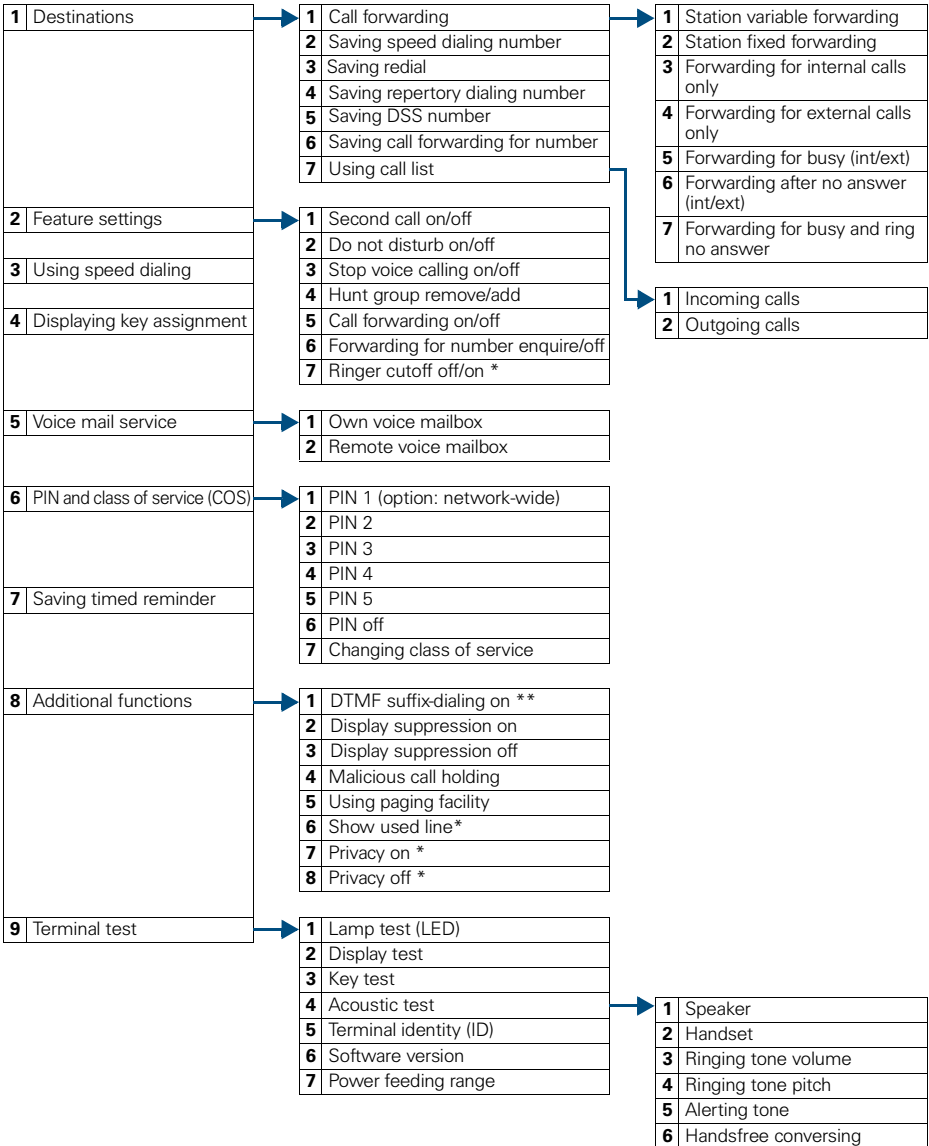 1 Destinations
1 Call forwarding
2 Saving speed dialing number
3 Saving redial
4 Saving repertory dialing number
5 Saving DSS number
6 Saving call forwarding for number
7 Using call list
1 Station variable forwarding
2 Station fixed forwarding
3 Forwarding for internal calls
only
4 Forwarding for external calls
only
5 Forwarding for busy (int/ext)
6 Forwarding after no answer
(int/ext)
7 Forwarding for busy and ring
no answer
1 Incoming calls
2 Outgoing calls
2 Feature settings
1 Second call on/off
2 Do not disturb on/off
3 Stop voice calling on/off
4 Hunt group remove/add
5 Call forwarding on/off
6 Forwarding for number enquire/off
7 Ringer cutoff off/on *
3 Using speed dialing
4 Displaying key assignment
5 Voice mail service
1 Own voice mailbox
2 Remote voice mailbox
6 PIN and class of service (COS)
1 PIN 1 (option: network-wide)
2 PIN 2
3 PIN 3
4 PIN 4
5 PIN 5
6 PIN off
7 Changing class of service
7 Saving timed reminder
8 Additional functions
1 DTMF suffix-dialing on **
2 Display suppression on
3 Display suppression off
4 Malicious call holding
5 Using paging facility
6 Show used line*
7 Privacy on *
8 Privacy off *
9 Terminal test
1 Lamp test (LED)
2 Display test
3 Key test
4 Acoustic test
5 Terminal identity (ID)
6 Software version
7 Power feeding range
1 Speaker
2 Handset
3 Ringing tone volume
4 Ringing tone pitch
5 Alerting tone
6 Handsfree conversing